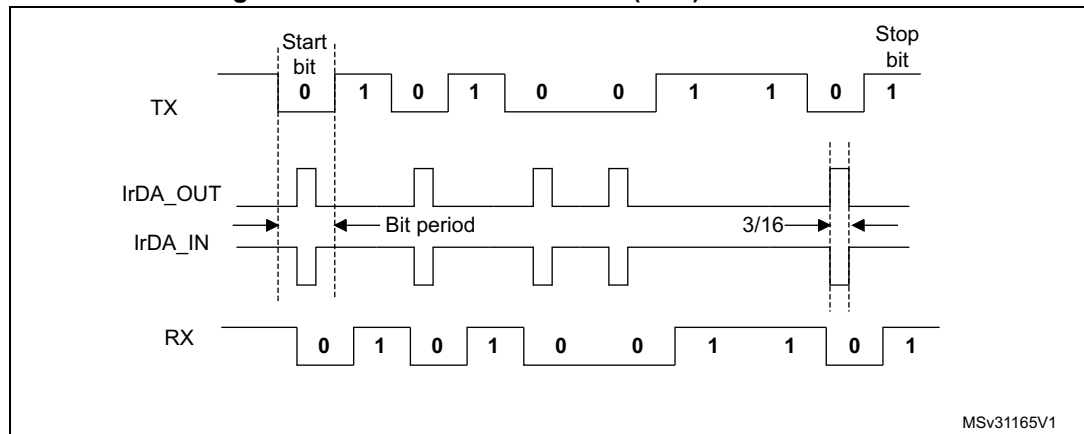 Start
bit
Stop
bit
TX
0 1 0 1 0 0 1 1 0 1
IrDA_OUT
Bit period
3/16
IrDA_IN
RX
0 1 0 1 0 0 1 1 0 1
MSv31165V1